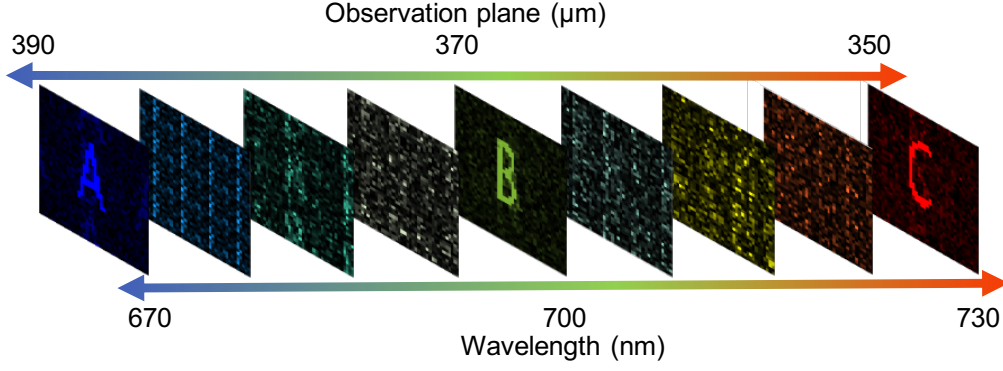 Observation plane (µm)
390 370 350
A B C
670 700 730
Wavelength (nm)